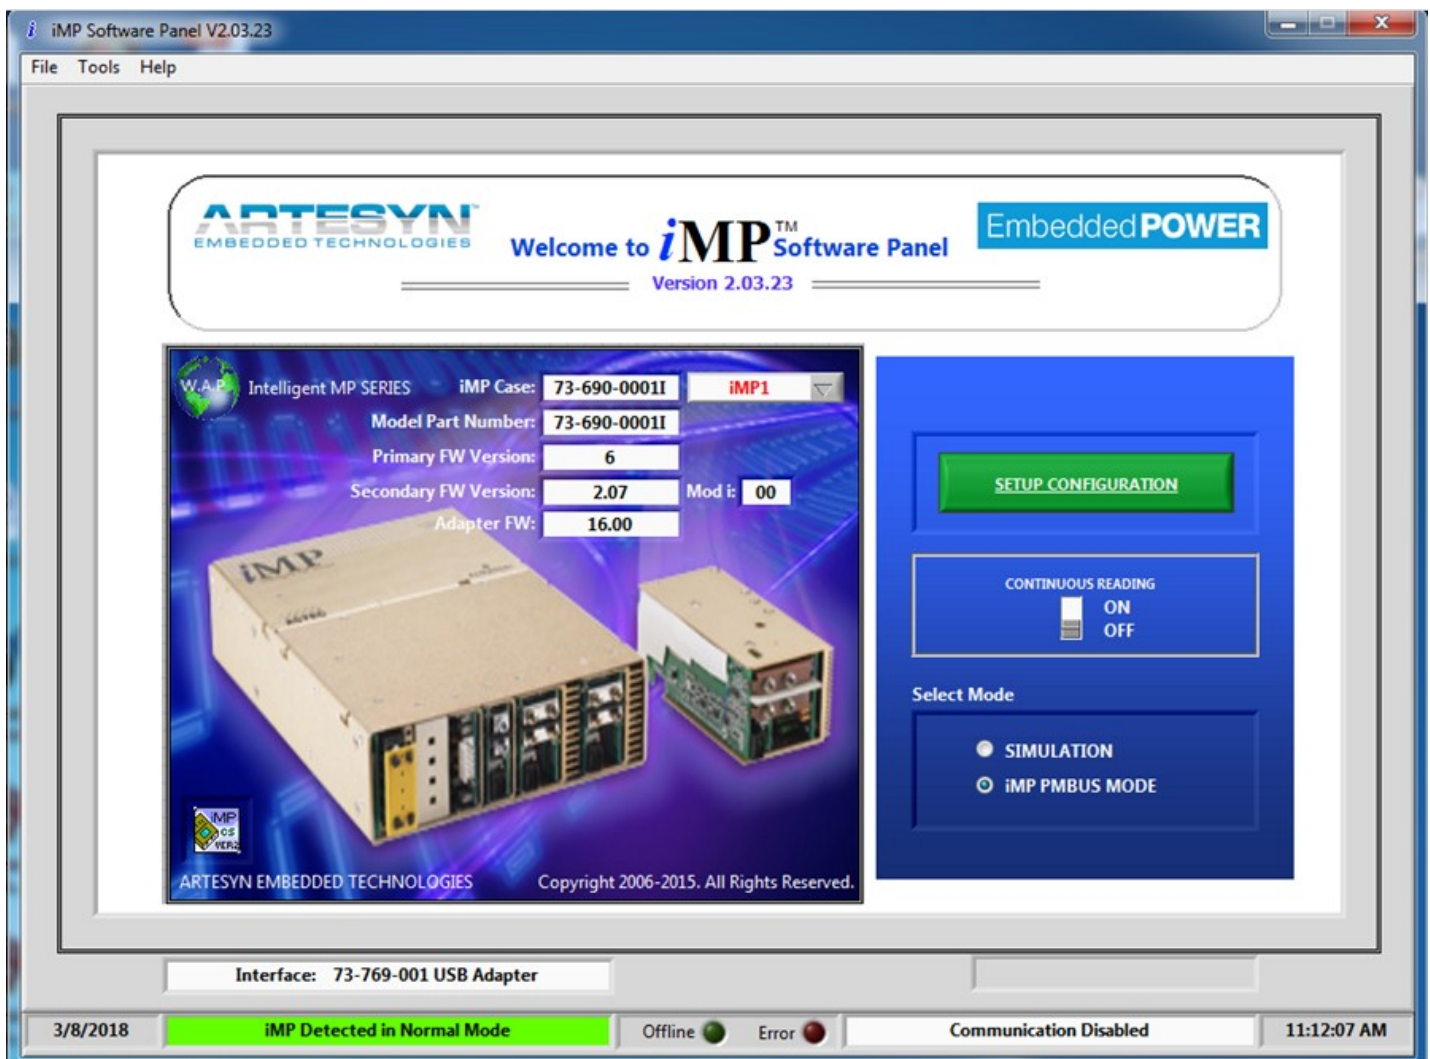 iMP Software Panel V2.03.23
File Tools Help
ARTESYN™
EMBEDDED TECHNOLOGIES
Welcome to iMP™ Software Panel
Version 2.03.23
Embedded POWER
W.A.P. Intelligent MP SERIES iMP Case: 73-690-0001I iMP1
Model Part Number: 73-690-0001I
Primary FW Version: 6
Secondary FW Version: 2.07 Mod i: 00
Adapter FW: 16.00
iMP
iMP
CS
VER2
ARTESYN EMBEDDED TECHNOLOGIES Copyright 2006-2015. All Rights Reserved.
SETUP CONFIGURATION
CONTINUOUS READING
ON
OFF
Select Mode
SIMULATION
iMP PMBUS MODE
Interface: 73-769-001 USB Adapter
3/8/2018 iMP Detected in Normal Mode Offline Error Communication Disabled 11:12:07 AM